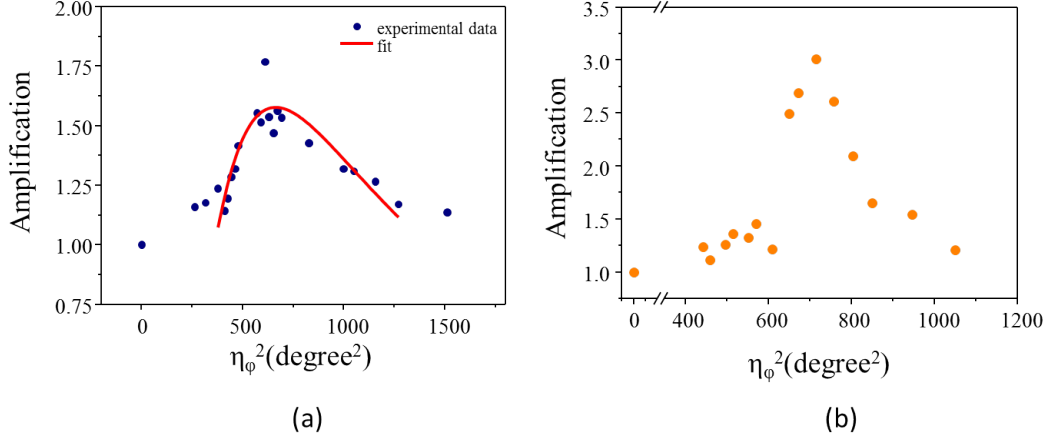 2.00
1.75
1.50
1.25
1.00
0.75
Amplification
experimental data
fit
0
500
1000
1500
ηφ²(degree²)
(a)
3.5
3.0
2.5
2.0
1.5
1.0
Amplification
0
400
600
800
1000
1200
ηφ²(degree²)
(b)